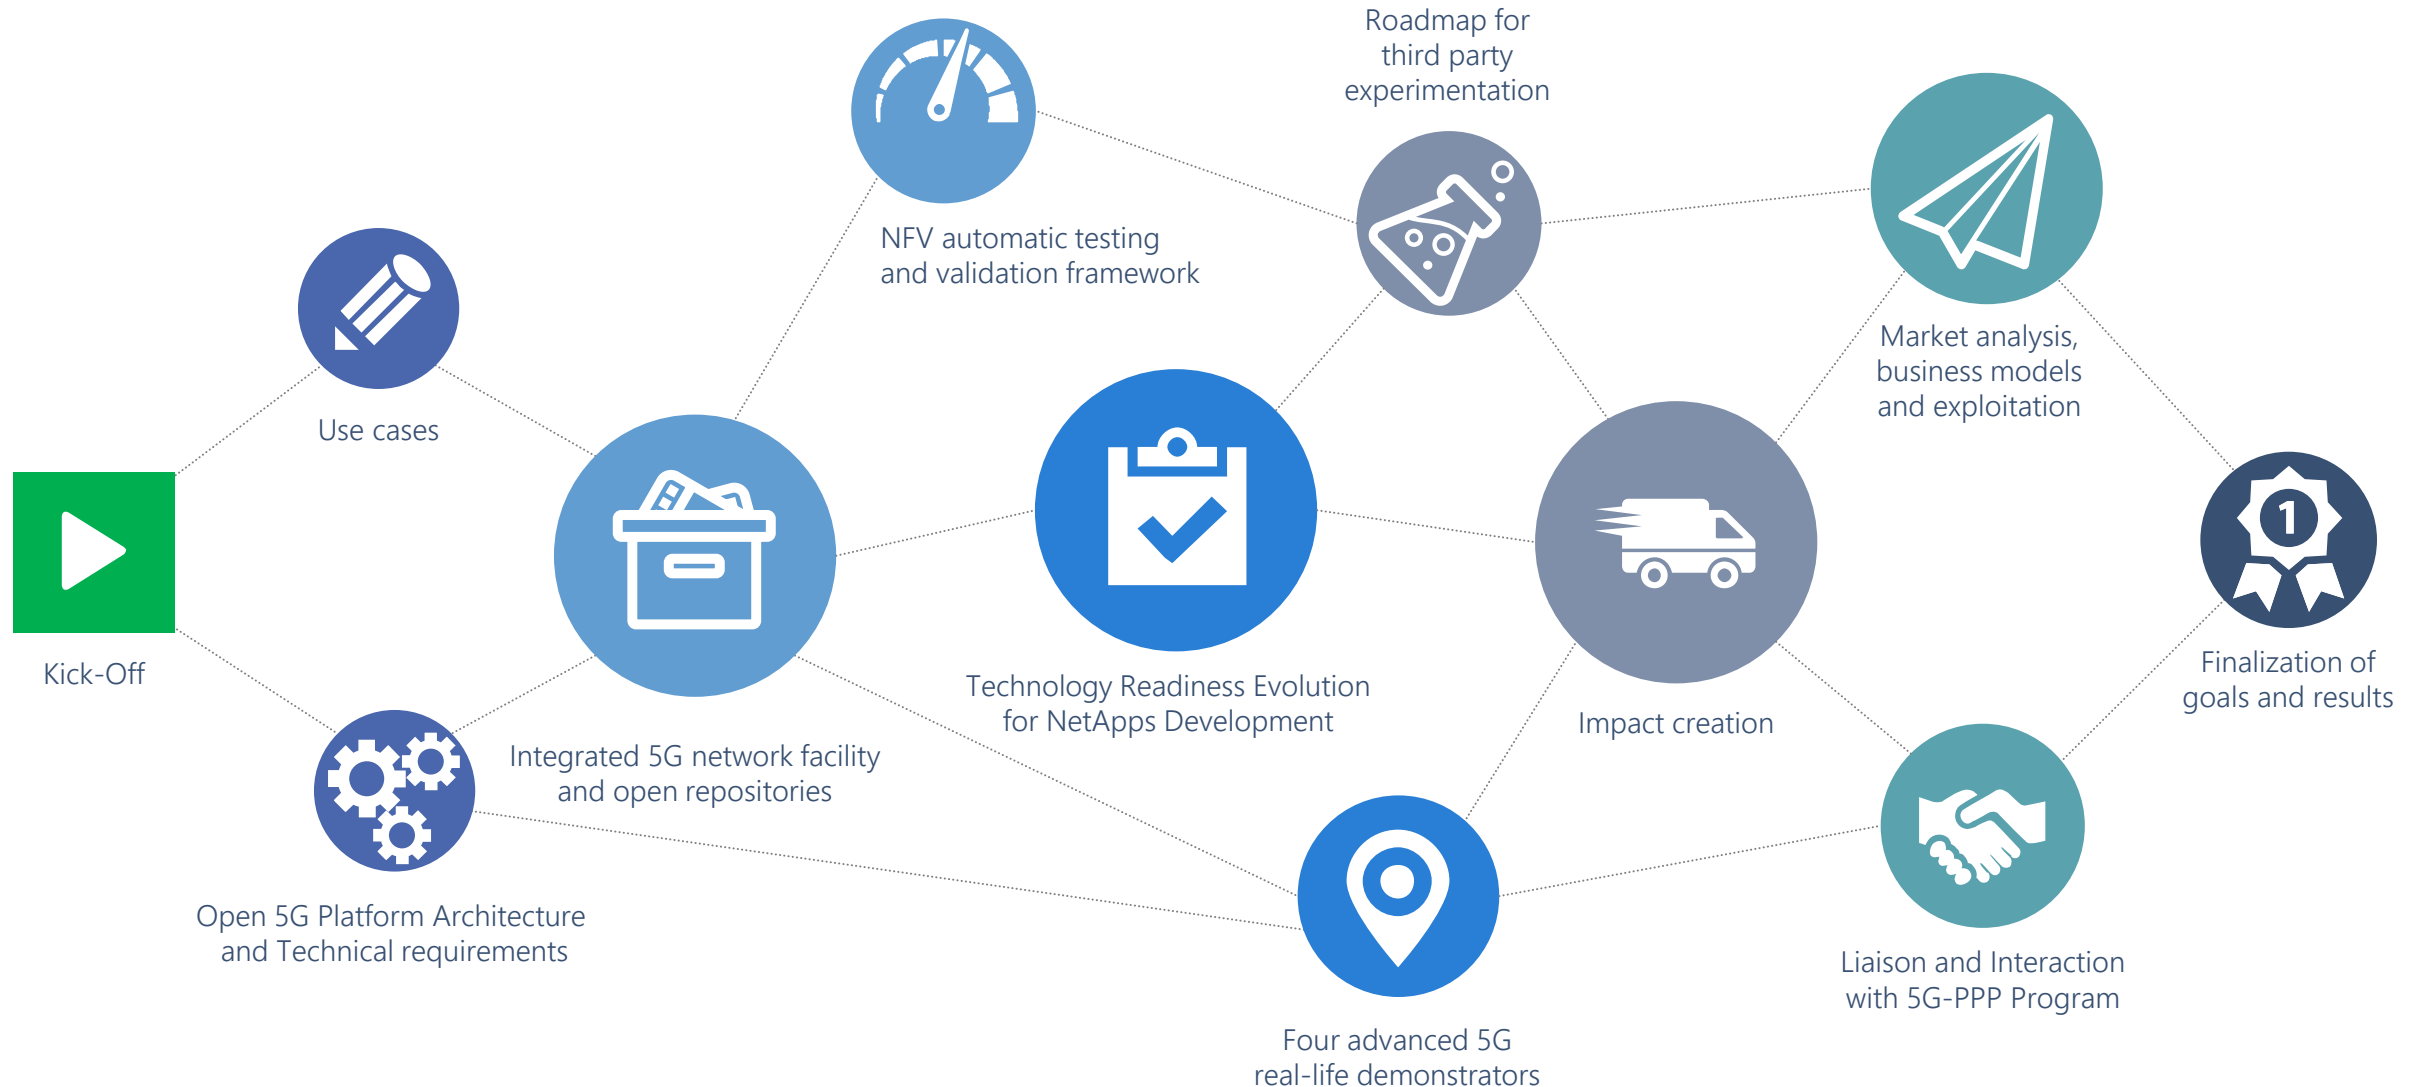 Roadmap for
third party
experimentation
NFV automatic testing
and validation framework
Market analysis,
business models
and exploitation
Use cases
1
Kick-Off
Finalization of
goals and results
Technology Readiness Evolution
for NetApps Development
Impact creation
Integrated 5G network facility
and open repositories
Open 5G Platform Architecture
and Technical requirements
Liaison and Interaction
with 5G-PPP Program
Four advanced 5G
real-life demonstrators